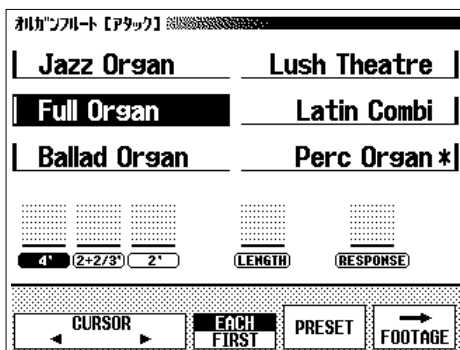 ｵﾙｶﾞﾝﾌﾙｰﾄ [ｱﾀｯｸ]
Jazz Organ Lush Theatre
Full Organ Latin Combi
Ballad Organ Perc Organ *
4' 2+2/3' 2' LENGTH RESPONSE
CURSOR EACH PRESET → 
◀ ▶ FIRST FOOTAGE